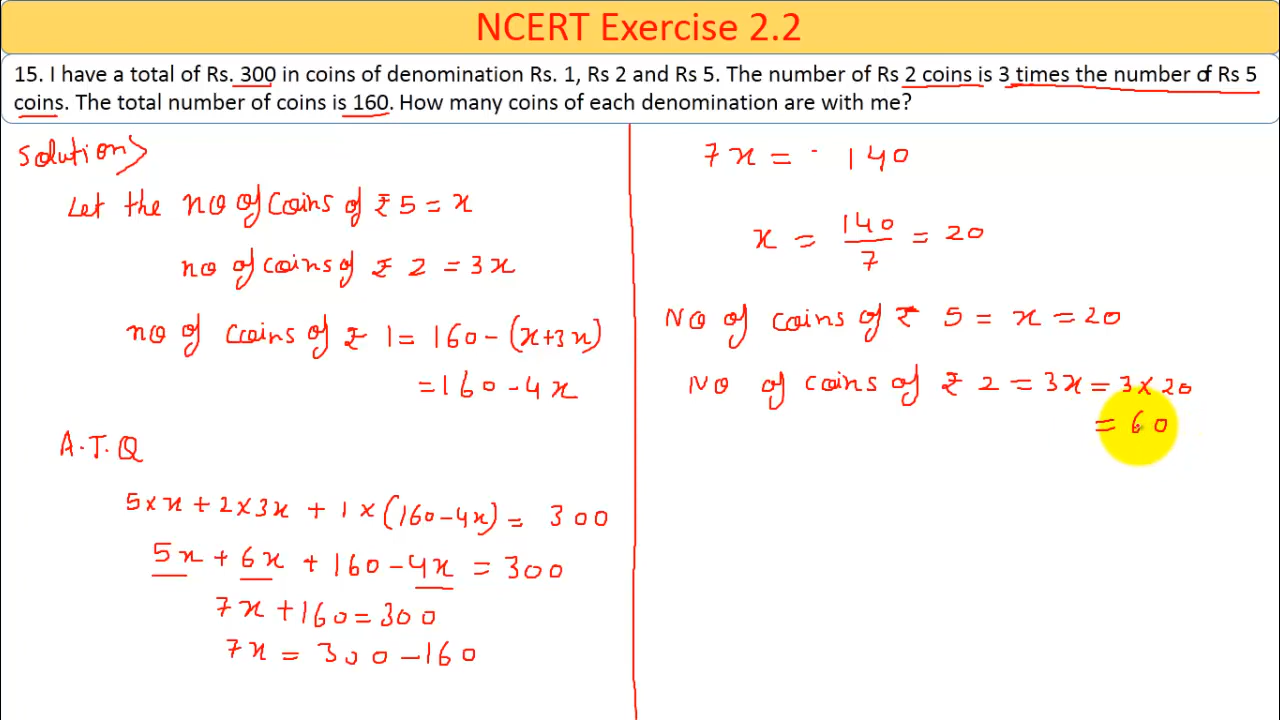 NCERT Exercise 2.2
15. I have a total of Rs. 300 in coins of denomination Rs. 1, Rs 2 and Rs 5. The number of Rs 2 coins is 3 times the number of Rs 5
coins. The total number of coins is 160. How many coins of each denomination are with me?
Solution>
Let the no of coins of ₹ 5 = x
no of coins of ₹ 2 = 3x
no of coins of ₹ 1 = 160 - (x+3x)
= 160 - 4x
A.T.Q
5×x + 2×3x + 1×(160-4x) = 300
5x + 6x + 160 - 4x = 300
7x + 160 = 300
7x = 300 - 160
7x = 140
x = 140/7 = 20
No of coins of ₹ 5 = x = 20
No of coins of ₹ 2 = 3x = 3×20
= 60